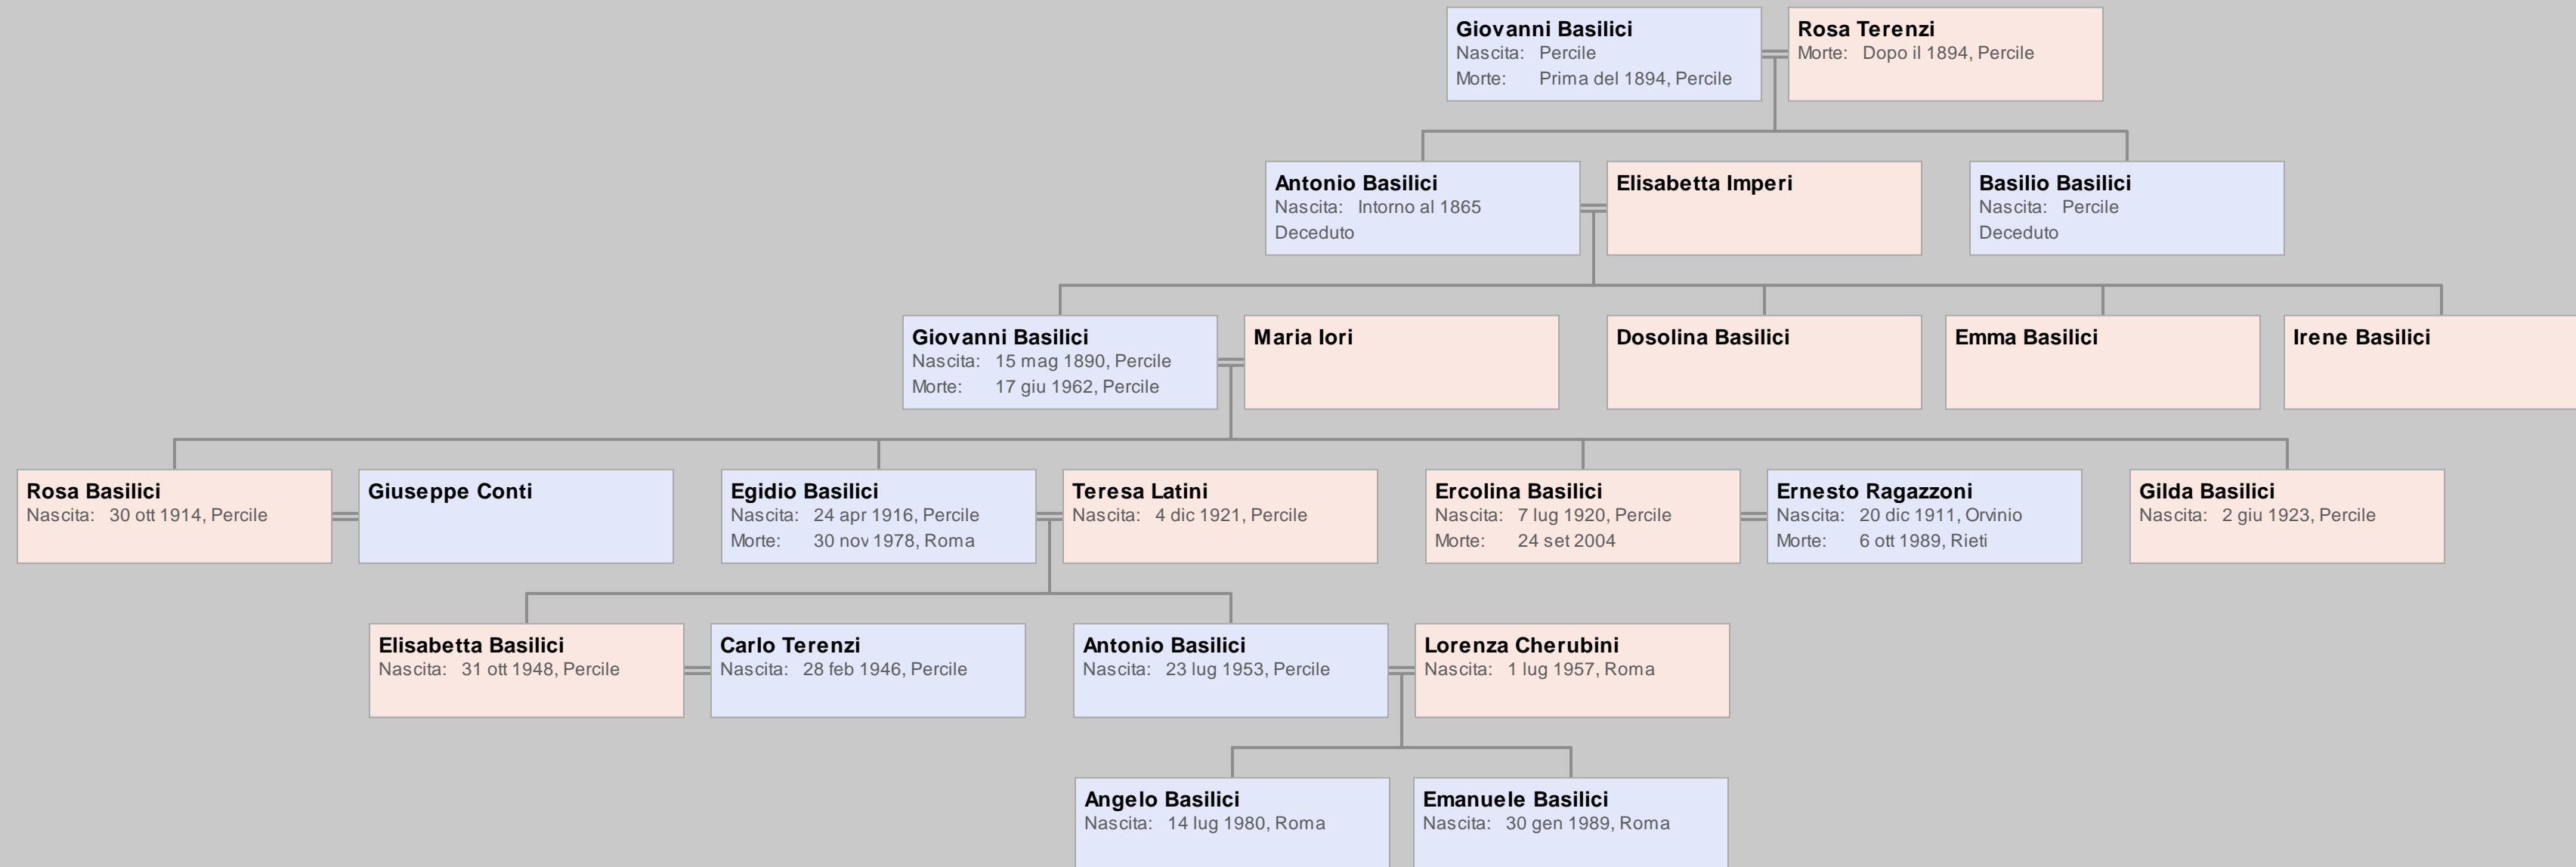 Giovanni Basilici
Nascita: Percile
Morte: Prima del 1894, Percile
Rosa Terenzi
Morte: Dopo il 1894, Percile
Antonio Basilici
Nascita: Intorno al 1865
Deceduto
Elisabetta Imperi
Basilio Basilici
Nascita: Percile
Deceduto
Giovanni Basilici
Nascita: 15 mag 1890, Percile
Morte: 17 giu 1962, Percile
Maria Iori
Dosolina Basilici
Emma Basilici
Irene Basilici
Rosa Basilici
Nascita: 30 ott 1914, Percile
Giuseppe Conti
Egidio Basilici
Nascita: 24 apr 1916, Percile
Morte: 30 nov 1978, Roma
Teresa Latini
Nascita: 4 dic 1921, Percile
Ercolina Basilici
Nascita: 7 lug 1920, Percile
Morte: 24 set 2004
Ernesto Ragazzoni
Nascita: 20 dic 1911, Orvinio
Morte: 6 ott 1989, Rieti
Gilda Basilici
Nascita: 2 giu 1923, Percile
Elisabetta Basilici
Nascita: 31 ott 1948, Percile
Carlo Terenzi
Nascita: 28 feb 1946, Percile
Antonio Basilici
Nascita: 23 lug 1953, Percile
Lorenza Cherubini
Nascita: 1 lug 1957, Roma
Angelo Basilici
Nascita: 14 lug 1980, Roma
Emanuele Basilici
Nascita: 30 gen 1989, Roma